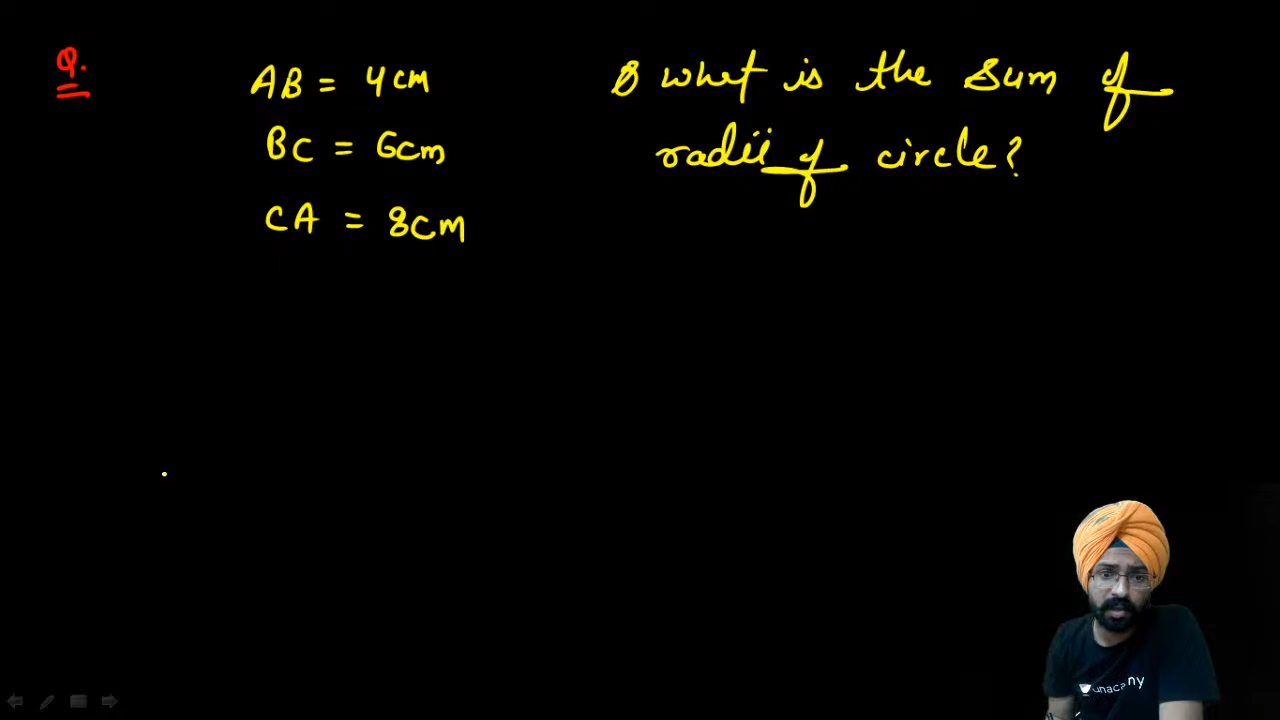 Q.
AB = 4cm
BC = 6cm
CA = 8cm
what is the Sum of
radii of circle?